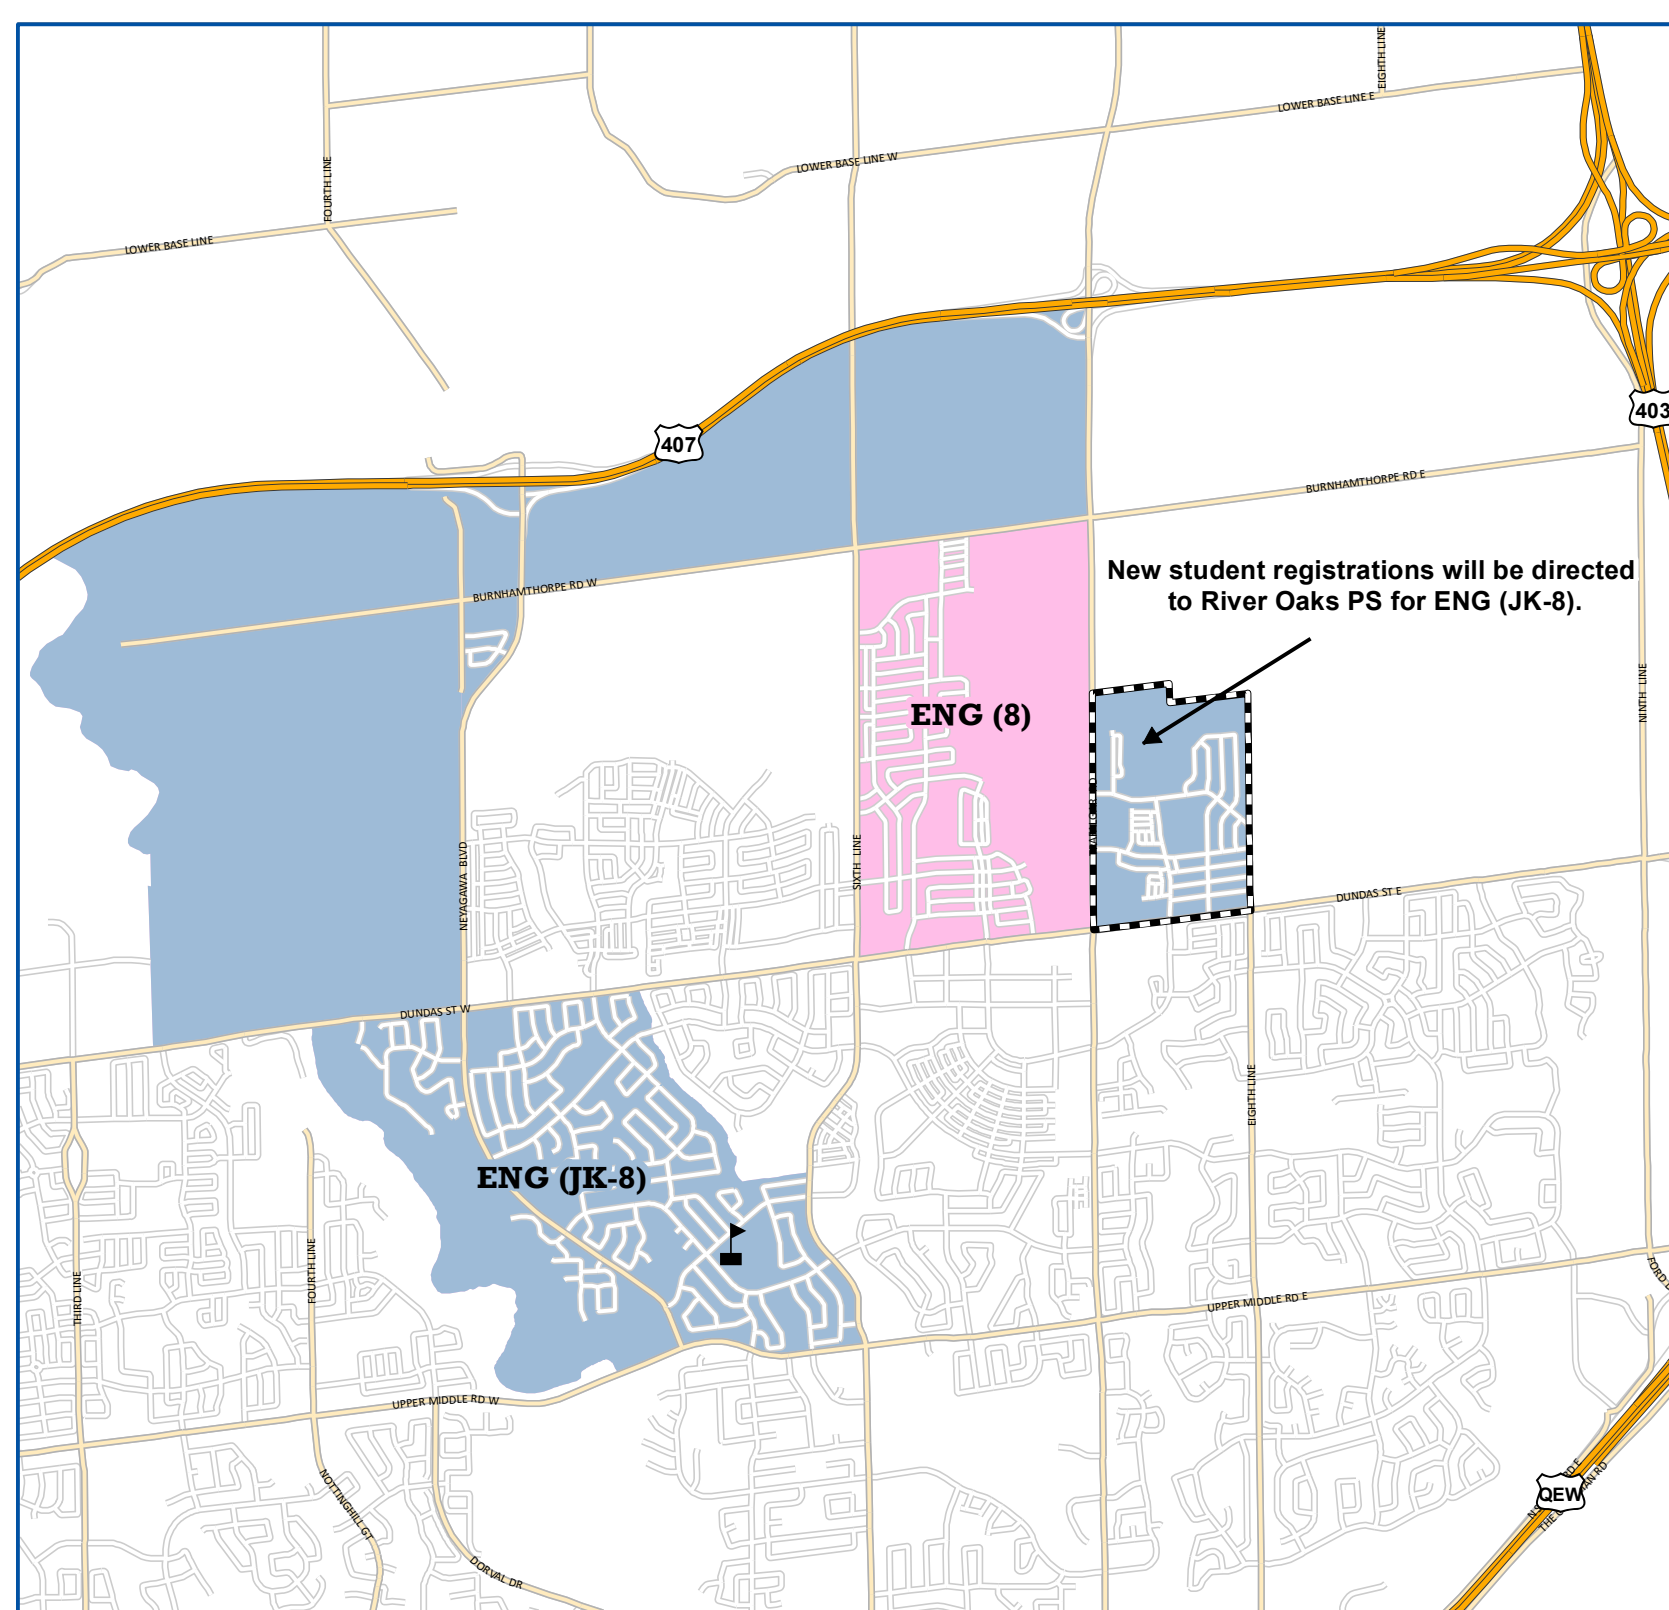 EIGHTH LINE
LOWER BASE LINE E
LOWER BASE LINE W
FOURTH LINE
LOWER BASE LINE
403
407
BURNHAMTHORPE RD E
New student registrations will be directed
to River Oaks PS for ENG (JK-8).
BURNHAMTHORPE RD W
NINTH LINE
ENG (8)
SIXTH LINE
NEYAGAWA BLVD
DUNDAS ST E
DUNDAS ST W
EIGHTH LINE
ENG (JK-8)
FOURTH LINE
THIRD LINE
UPPER MIDDLE RD E
UPPER MIDDLE RD W
NOTTINGHILL GT
DORVAL DR
QEW